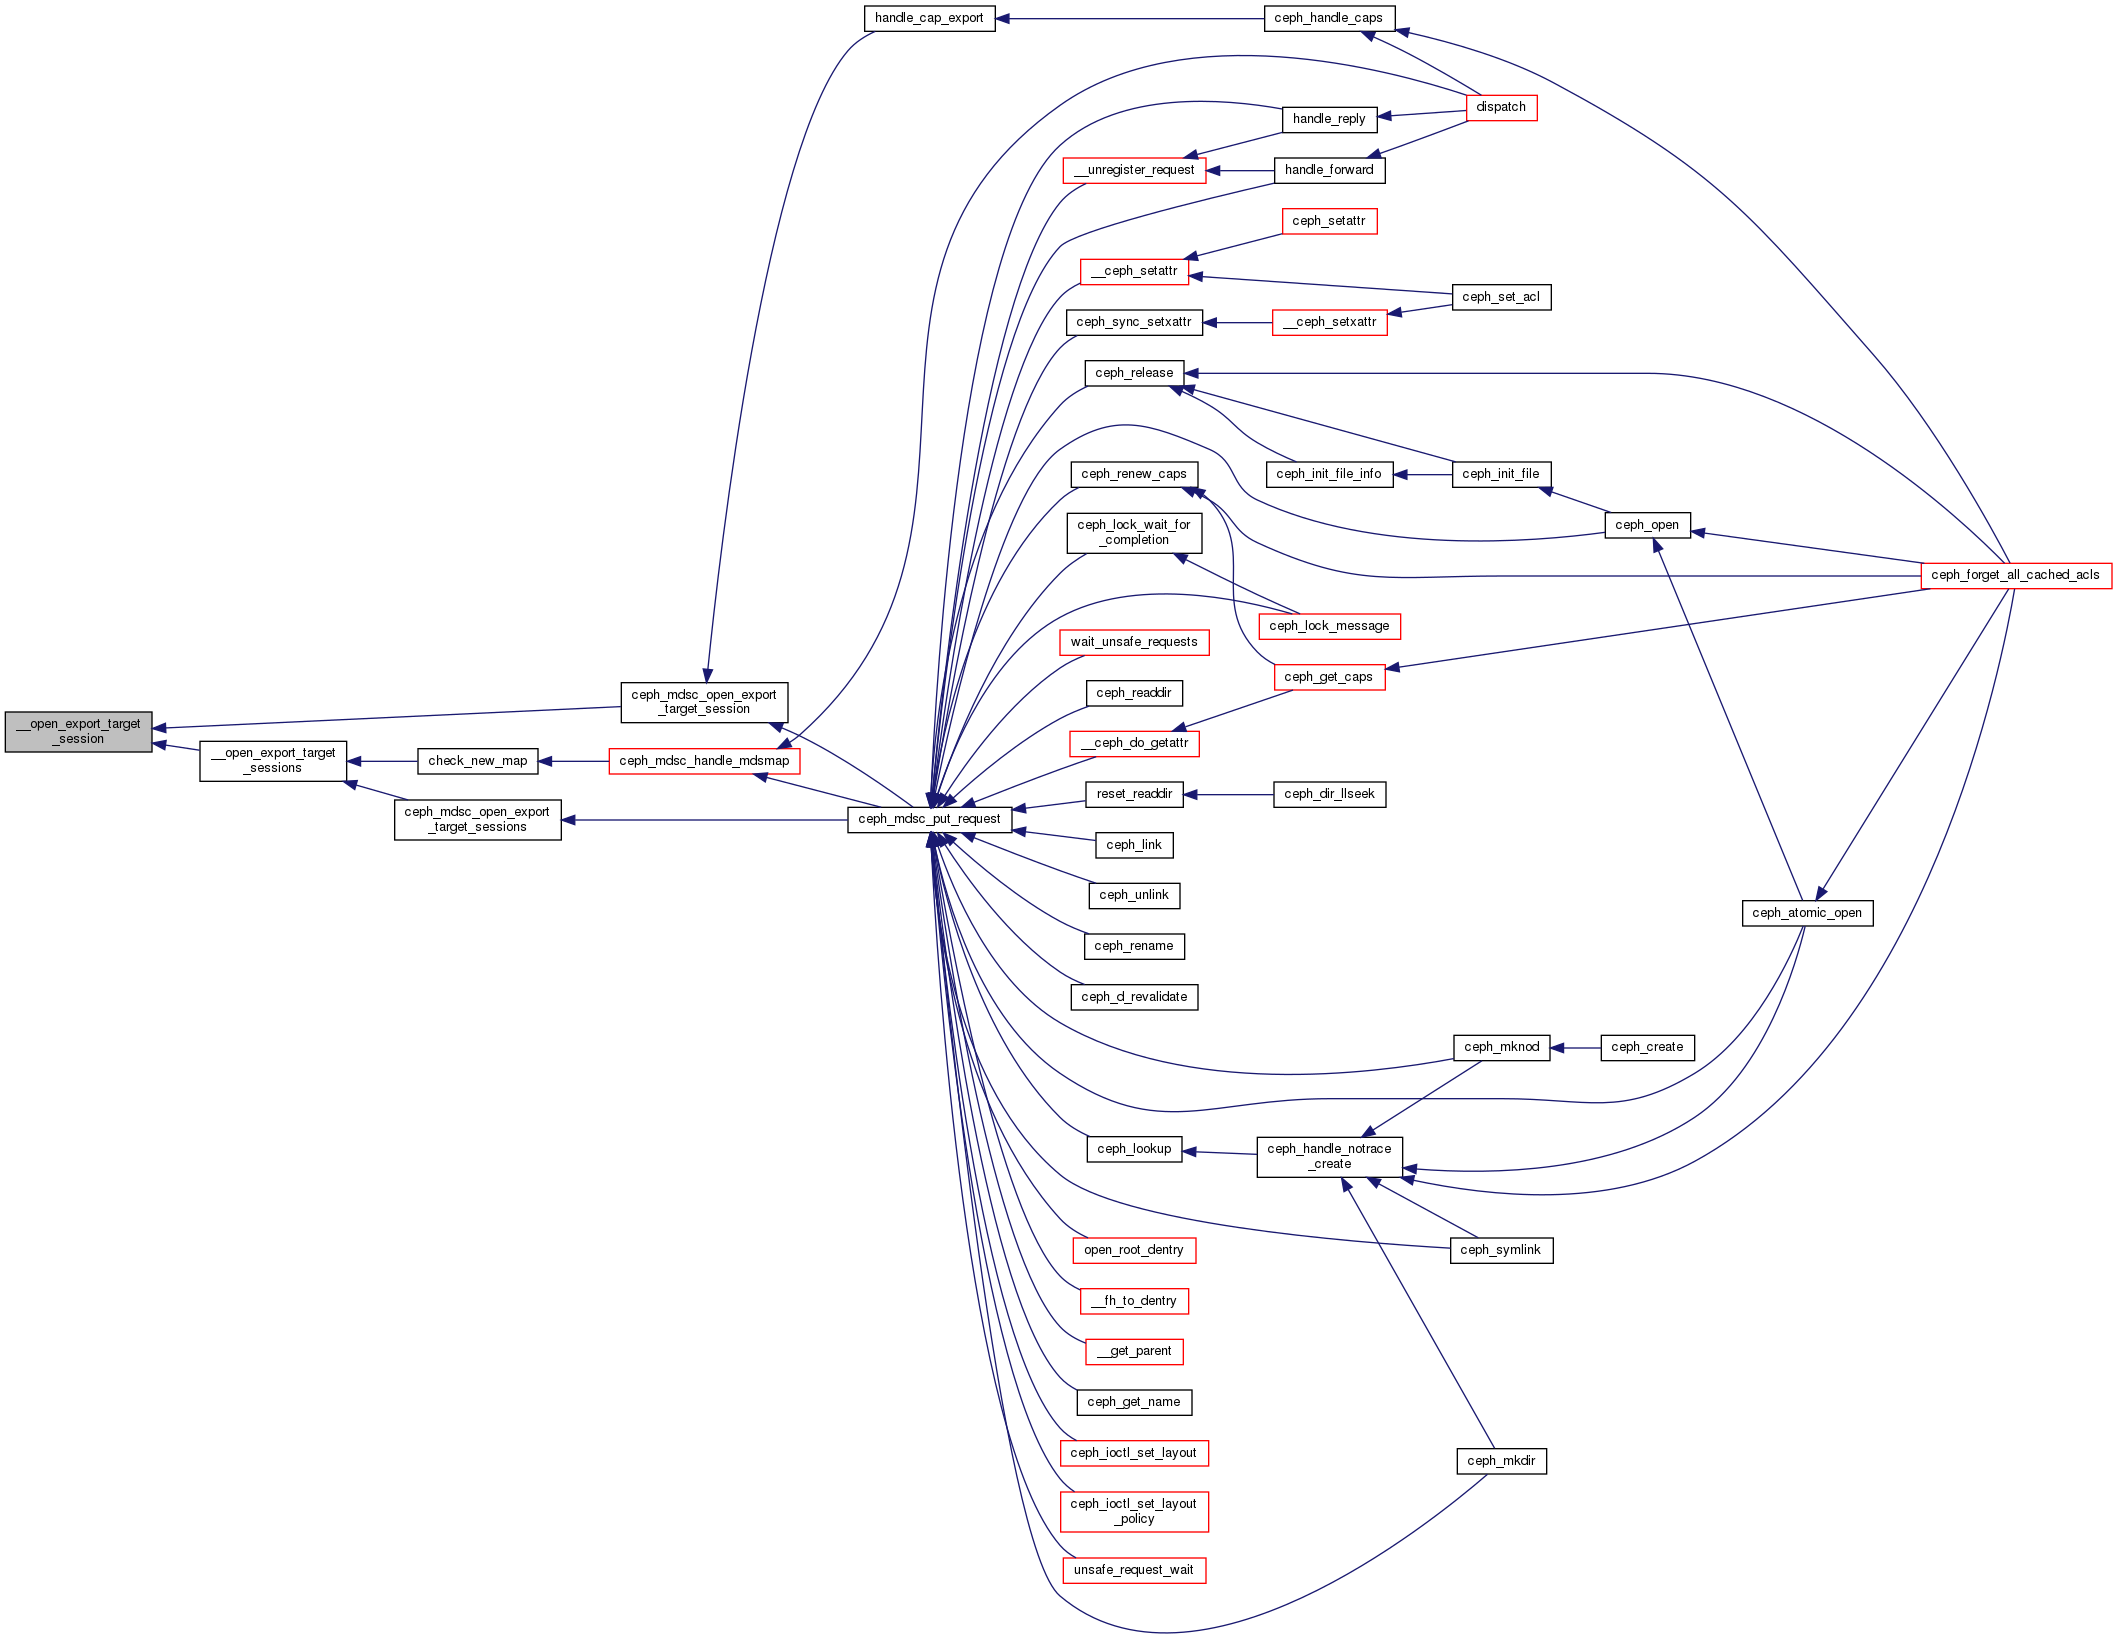 handle_cap_export
ceph_handle_caps
dispatch
handle_reply
__unregister_request
handle_forward
ceph_setattr
__ceph_setattr
ceph_set_acl
ceph_sync_setxattr
__ceph_setxattr
ceph_release
ceph_renew_caps
ceph_init_file_info
ceph_init_file
ceph_lock_wait_for
_completion
ceph_open
ceph_forget_all_cached_acls
ceph_lock_message
wait_unsafe_requests
ceph_get_caps
ceph_readdir
ceph_mdsc_open_export
_target_session
__open_export_target
_session
__open_export_target
_sessions
check_new_map
ceph_mdsc_handle_mdsmap
__ceph_do_getattr
reset_readdir
ceph_dir_llseek
ceph_mdsc_open_export
_target_sessions
ceph_mdsc_put_request
ceph_link
ceph_unlink
ceph_atomic_open
ceph_rename
ceph_d_revalidate
ceph_mknod
ceph_create
ceph_lookup
ceph_handle_notrace
_create
open_root_dentry
ceph_symlink
__fh_to_dentry
__get_parent
ceph_get_name
ceph_ioctl_set_layout
ceph_mkdir
ceph_ioctl_set_layout
_policy
unsafe_request_wait